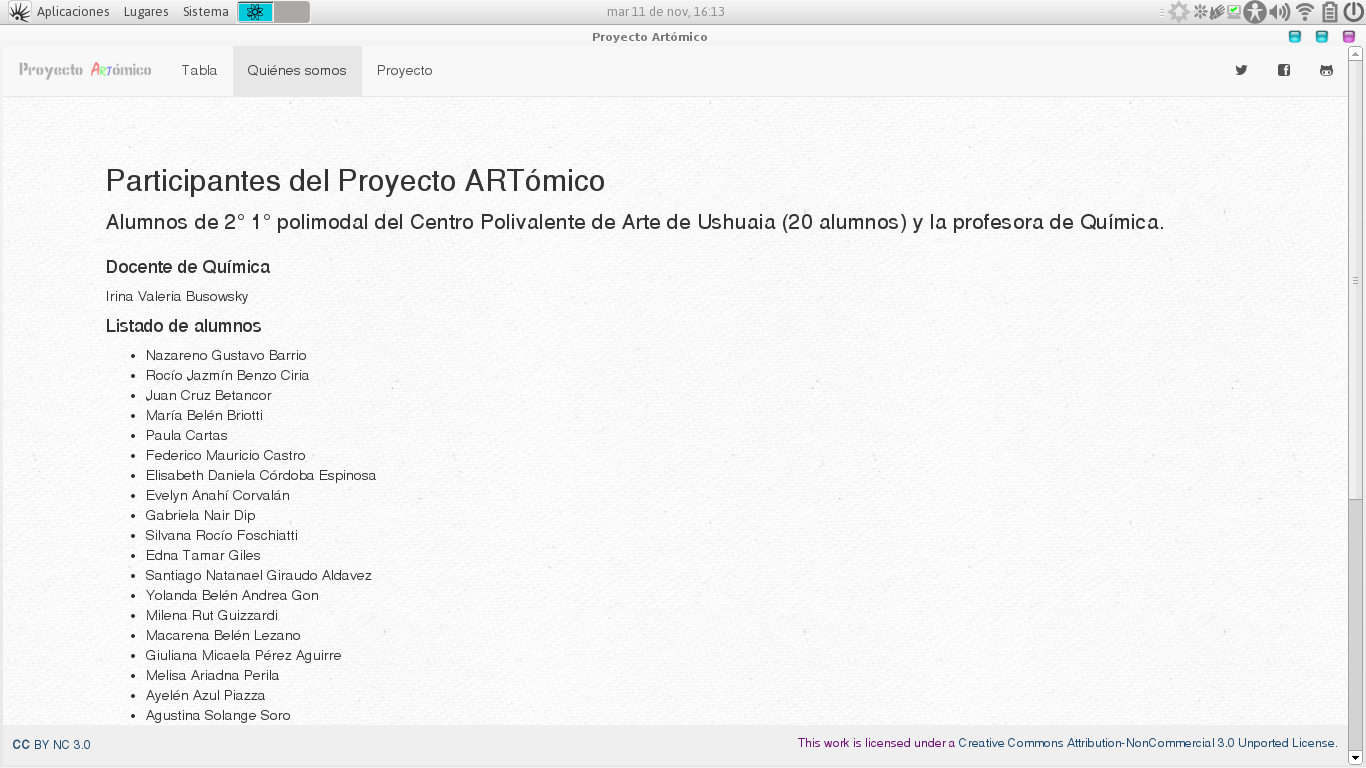 Aplicaciones Lugares Sistema mar 11 de nov, 16:13
Proyecto Artómico
Proyecto ARTómico Tabla Quiénes somos Proyecto
Participantes del Proyecto ARTómico
Alumnos de 2° 1° polimodal del Centro Polivalente de Arte de Ushuaia (20 alumnos) y la profesora de Química.
Docente de Química
Irina Valeria Busowsky
Listado de alumnos
• Nazareno Gustavo Barrio
• Rocío Jazmín Benzo Ciria
• Juan Cruz Betancor
• María Belén Briotti
• Paula Cartas
• Federico Mauricio Castro
• Elisabeth Daniela Córdoba Espinosa
• Evelyn Anahí Corvalán
• Gabriela Nair Dip
• Silvana Rocío Foschiatti
• Edna Tamar Giles
• Santiago Natanael Giraudo Aldavez
• Yolanda Belén Andrea Gon
• Milena Rut Guizzardi
• Macarena Belén Lezano
• Giuliana Micaela Pérez Aguirre
• Melisa Ariadna Perila
• Ayelén Azul Piazza
• Agustina Solange Soro
CC BY NC 3.0 This work is licensed under a Creative Commons Attribution-NonCommercial 3.0 Unported License.